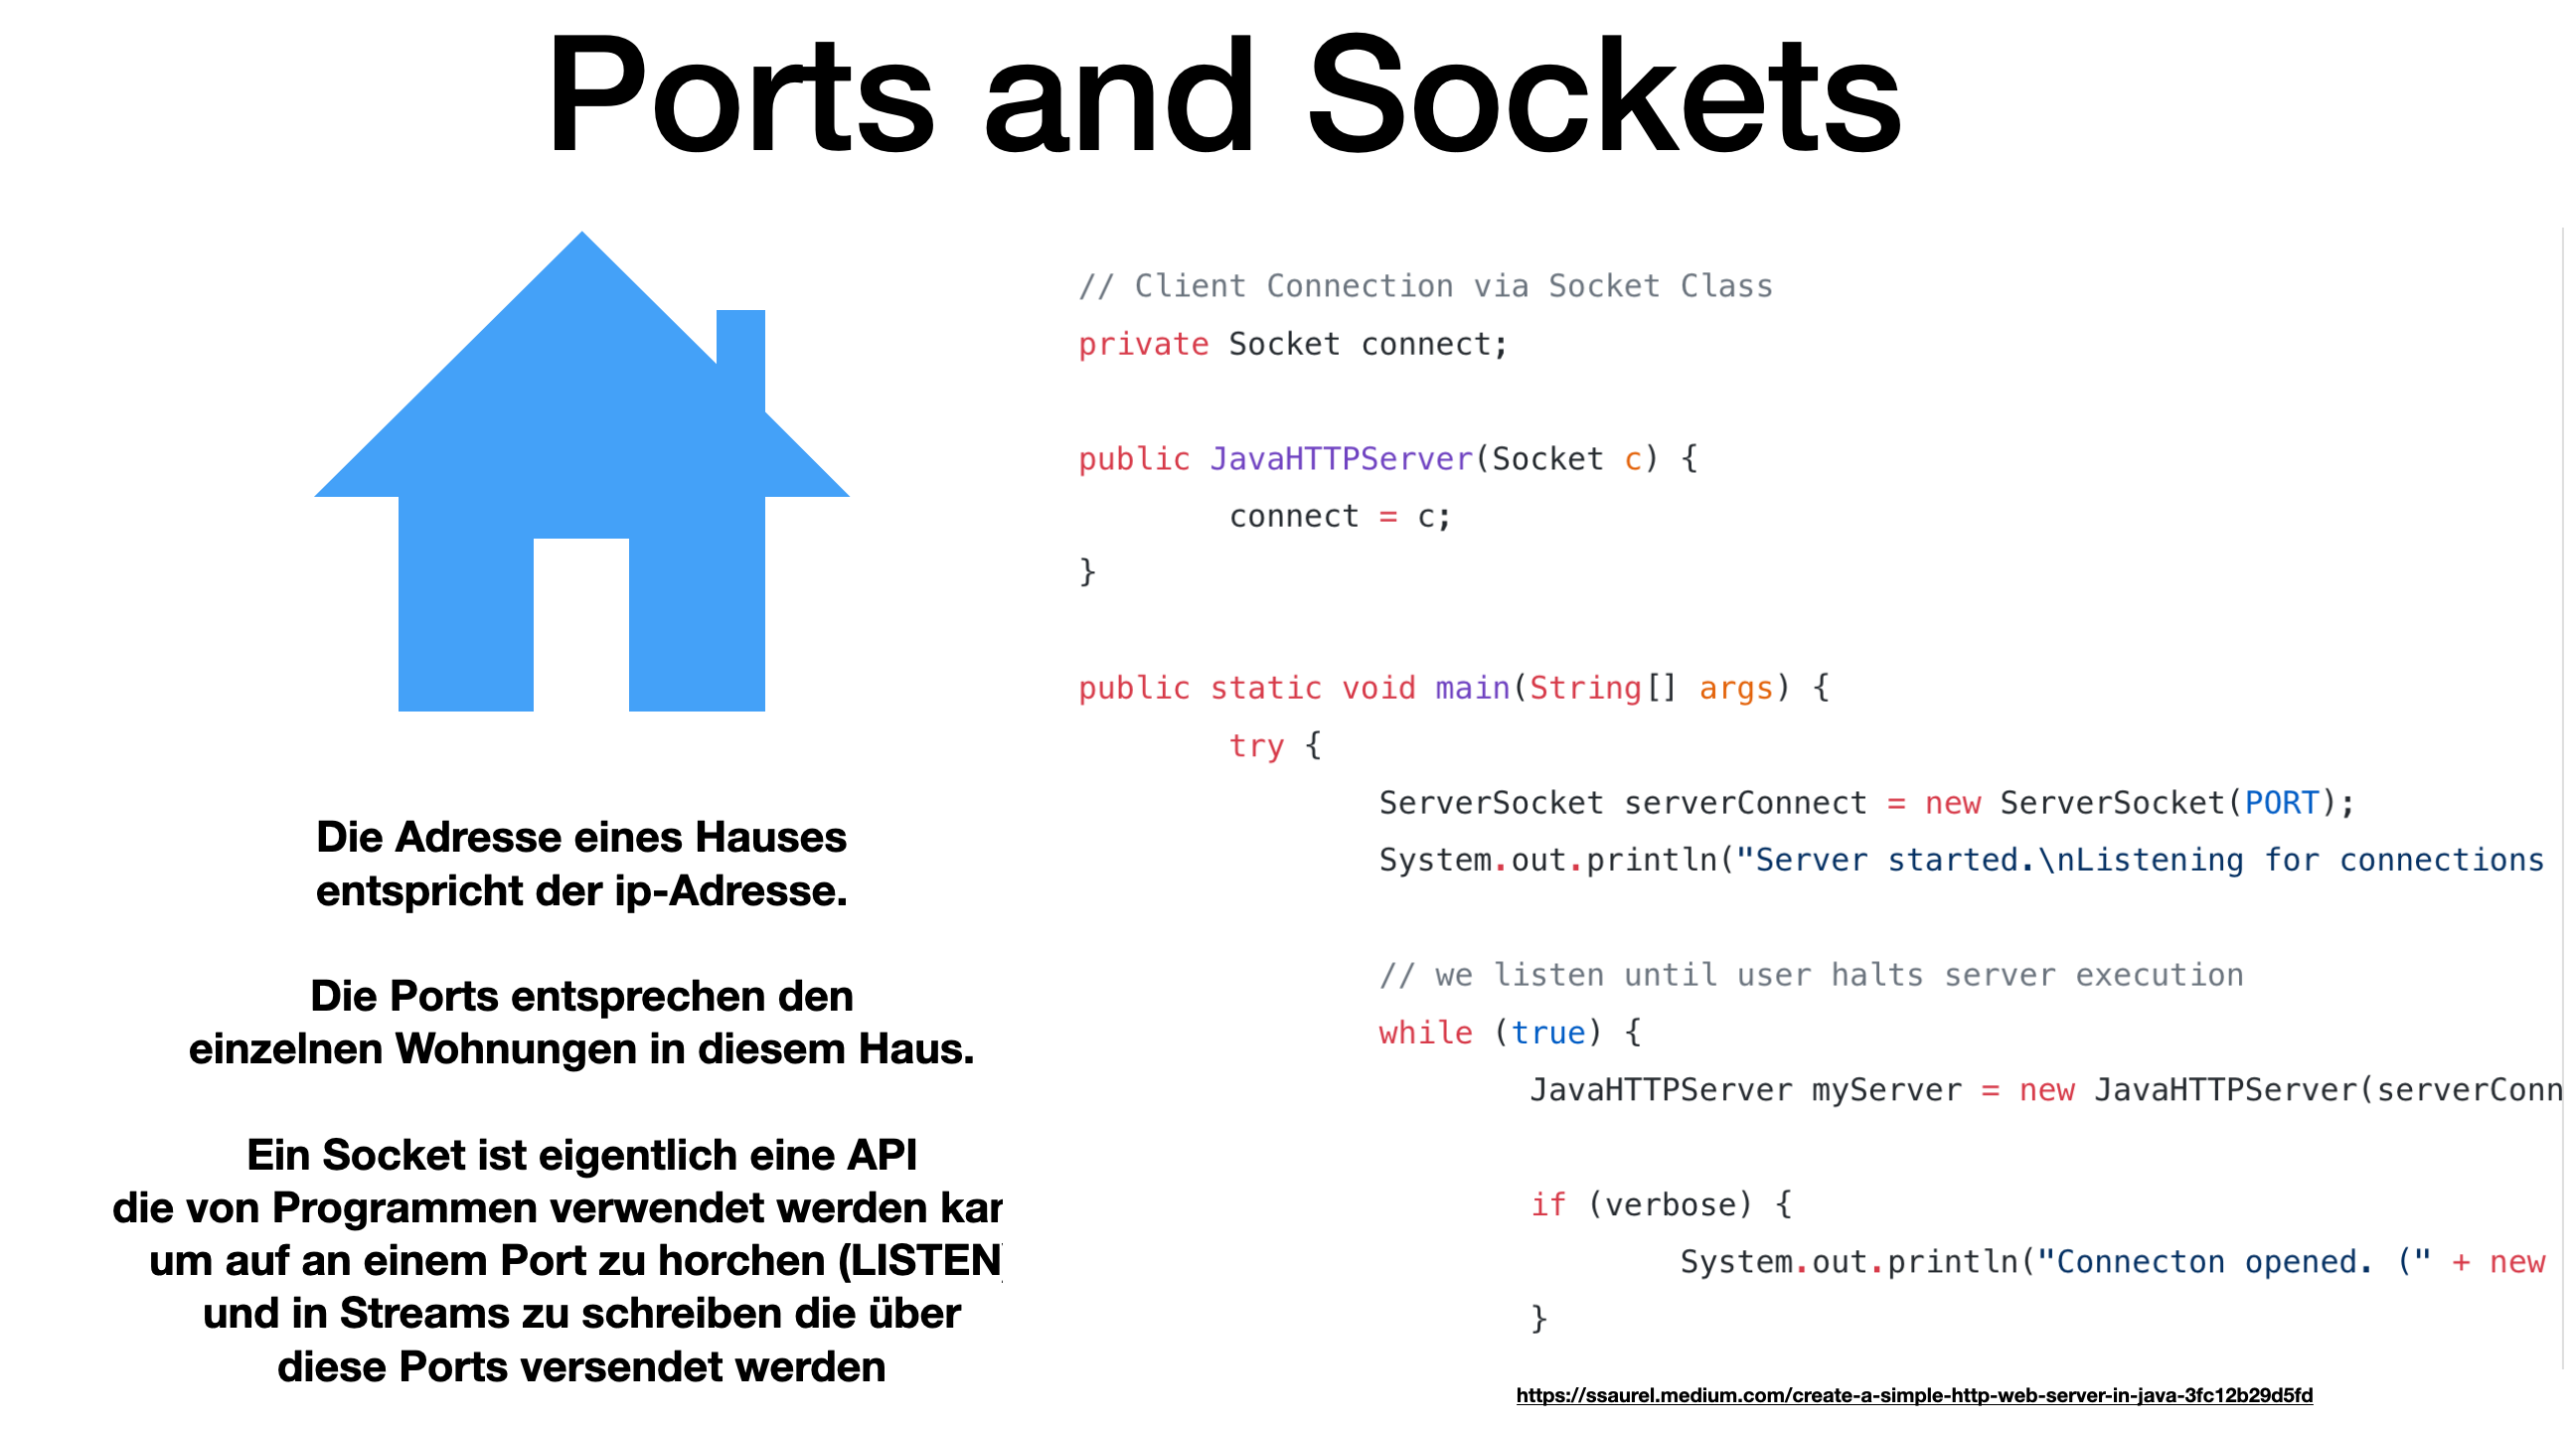 Ports and Sockets
Die Adresse eines Hauses
entspricht der ip-Adresse.
Die Ports entsprechen den
einzelnen Wohnungen in diesem Haus.
Ein Socket ist eigentlich eine API
die von Programmen verwendet werden kan
um auf an einem Port zu horchen (LISTEN)
und in Streams zu schreiben die über
diese Ports versendet werden
// Client Connection via Socket Class
private Socket connect;
public JavaHTTPServer(Socket c) {
connect = c;
}
public static void main(String[] args) {
try {
ServerSocket serverConnect = new ServerSocket(PORT);
System.out.println("Server started.\nListening for connections
// we listen until user halts server execution
while (true) {
JavaHTTPServer myServer = new JavaHTTPServer(serverConn
if (verbose) {
System.out.println("Connecton opened. (" + new
}
https://ssaurel.medium.com/create-a-simple-http-web-server-in-java-3fc12b29d5fd